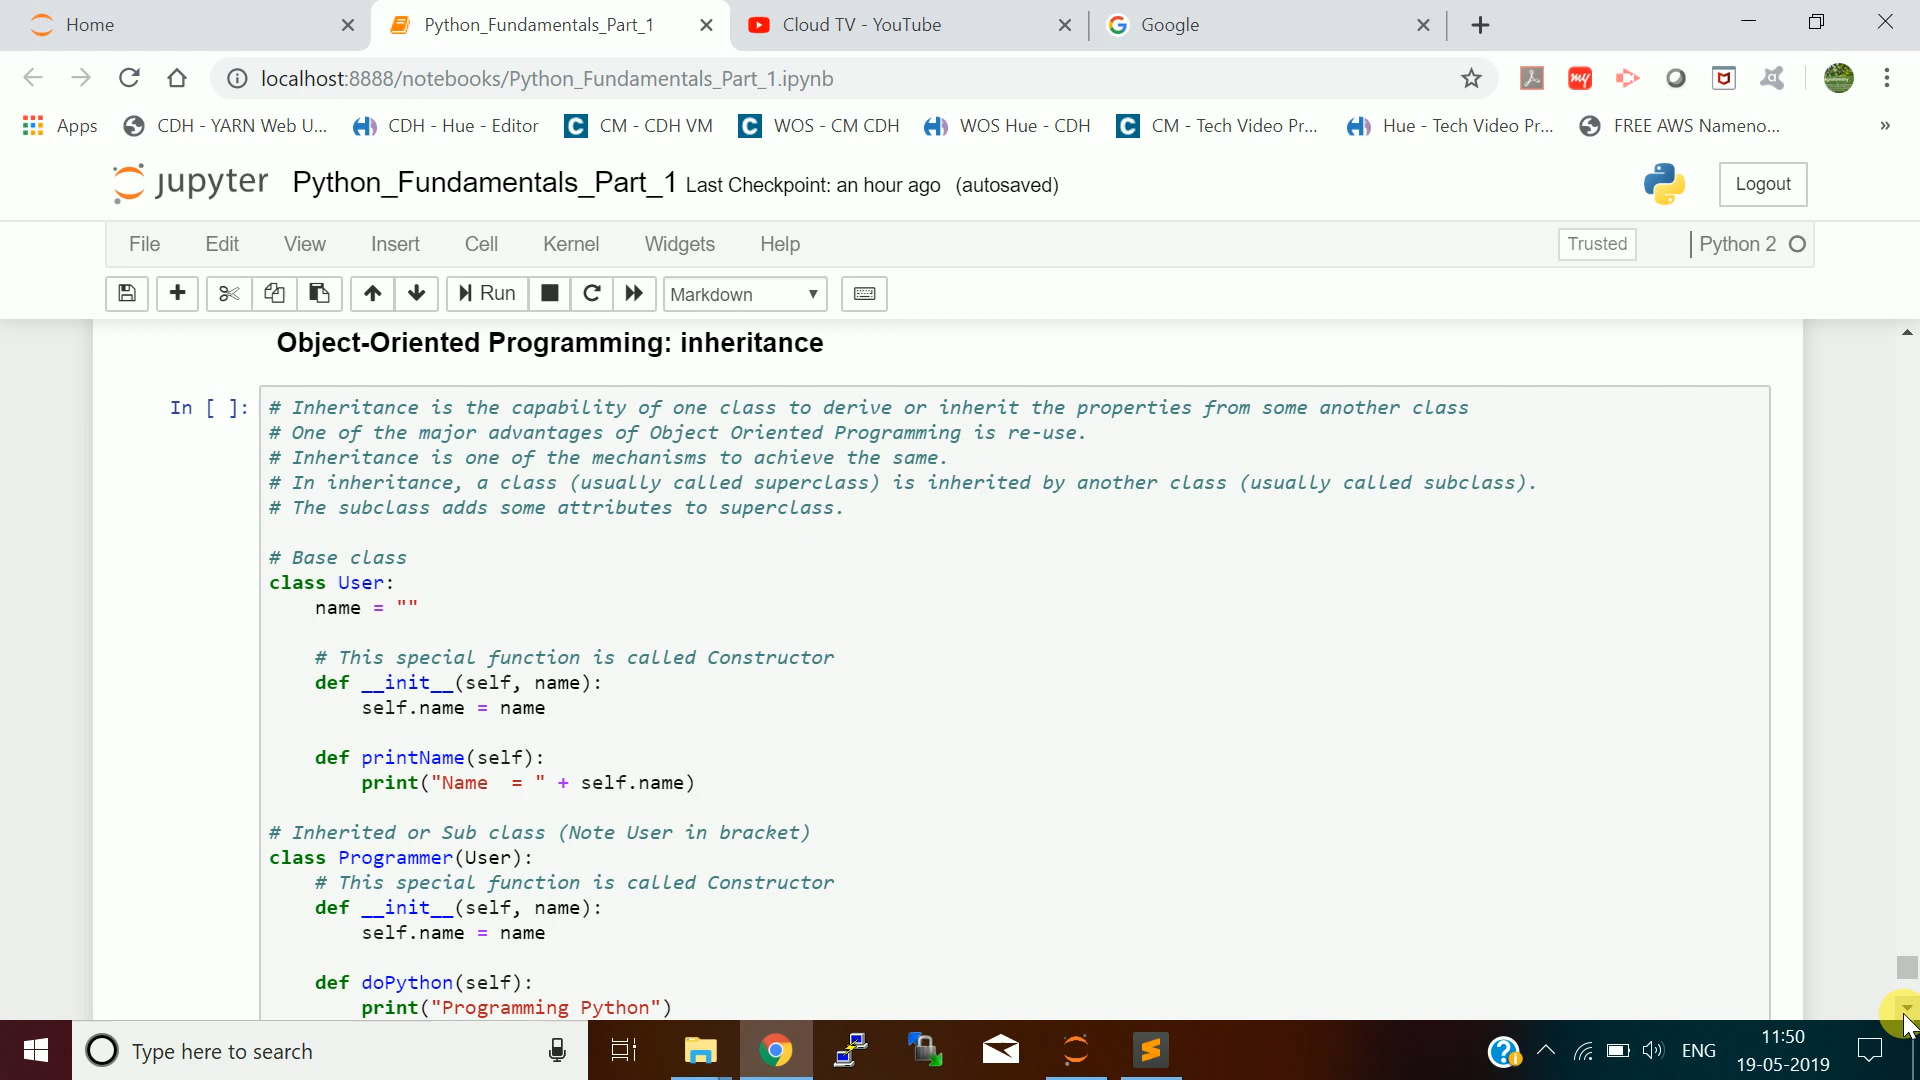 Home
Python_Fundamentals_Part_1
Cloud TV - YouTube
Google
localhost:8888/notebooks/Python_Fundamentals_Part_1.ipynb
Apps
CDH - YARN Web U...
CDH - Hue - Editor
CM - CDH VM
WOS - CM CDH
WOS Hue - CDH
CM - Tech Video Pr...
Hue - Tech Video Pr...
FREE AWS Nameno...
»
jupyter Python_Fundamentals_Part_1 Last Checkpoint: an hour ago (autosaved)
Logout
File Edit View Insert Cell Kernel Widgets Help
Trusted
Python 2
Run
Markdown
Object-Oriented Programming: inheritance
In [ ]:
# Inheritance is the capability of one class to derive or inherit the properties from some another class
# One of the major advantages of Object Oriented Programming is re-use.
# Inheritance is one of the mechanisms to achieve the same.
# In inheritance, a class (usually called superclass) is inherited by another class (usually called subclass).
# The subclass adds some attributes to superclass.
# Base class
class User:
    name = ""
    # This special function is called Constructor
    def __init__(self, name):
        self.name = name
    def printName(self):
        print("Name  = " + self.name)
# Inherited or Sub class (Note User in bracket)
class Programmer(User):
    # This special function is called Constructor
    def __init__(self, name):
        self.name = name
    def doPython(self):
        print("Programming Python")
Type here to search
ENG
11:50
19-05-2019